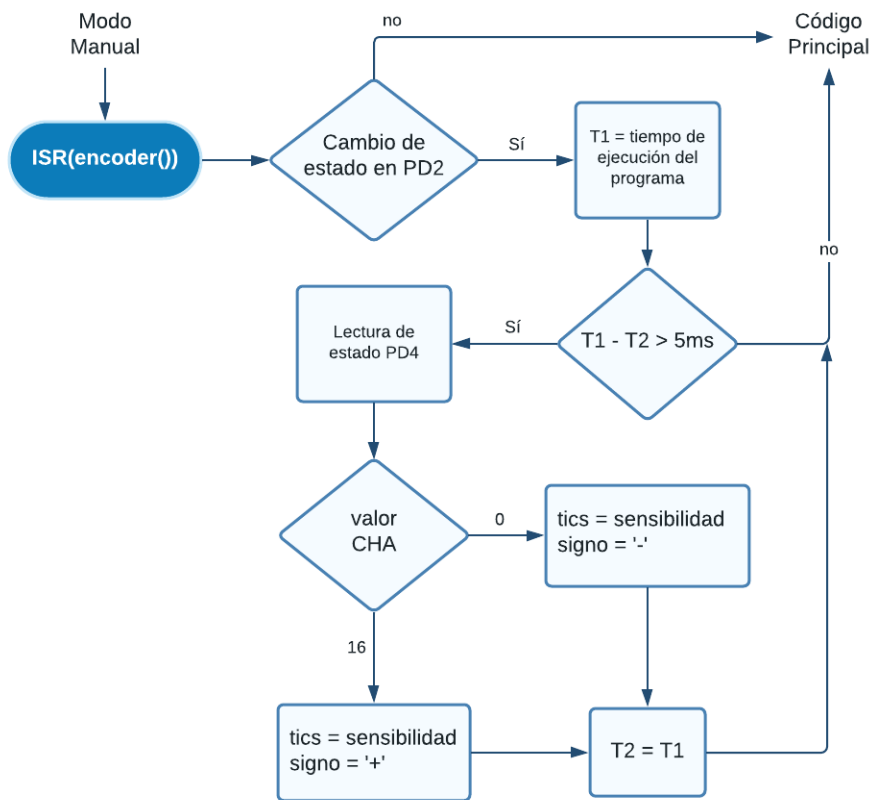 Modo
Manual
no
Código
Principal
ISR(encoder())
Cambio de
estado en PD2
Sí
T1 = tiempo de
ejecución del
programa
no
Lectura de
estado PD4
Sí
T1 - T2 > 5ms
valor
CHA
0
tics = sensibilidad
signo = '-'
16
tics = sensibilidad
signo = '+'
T2 = T1